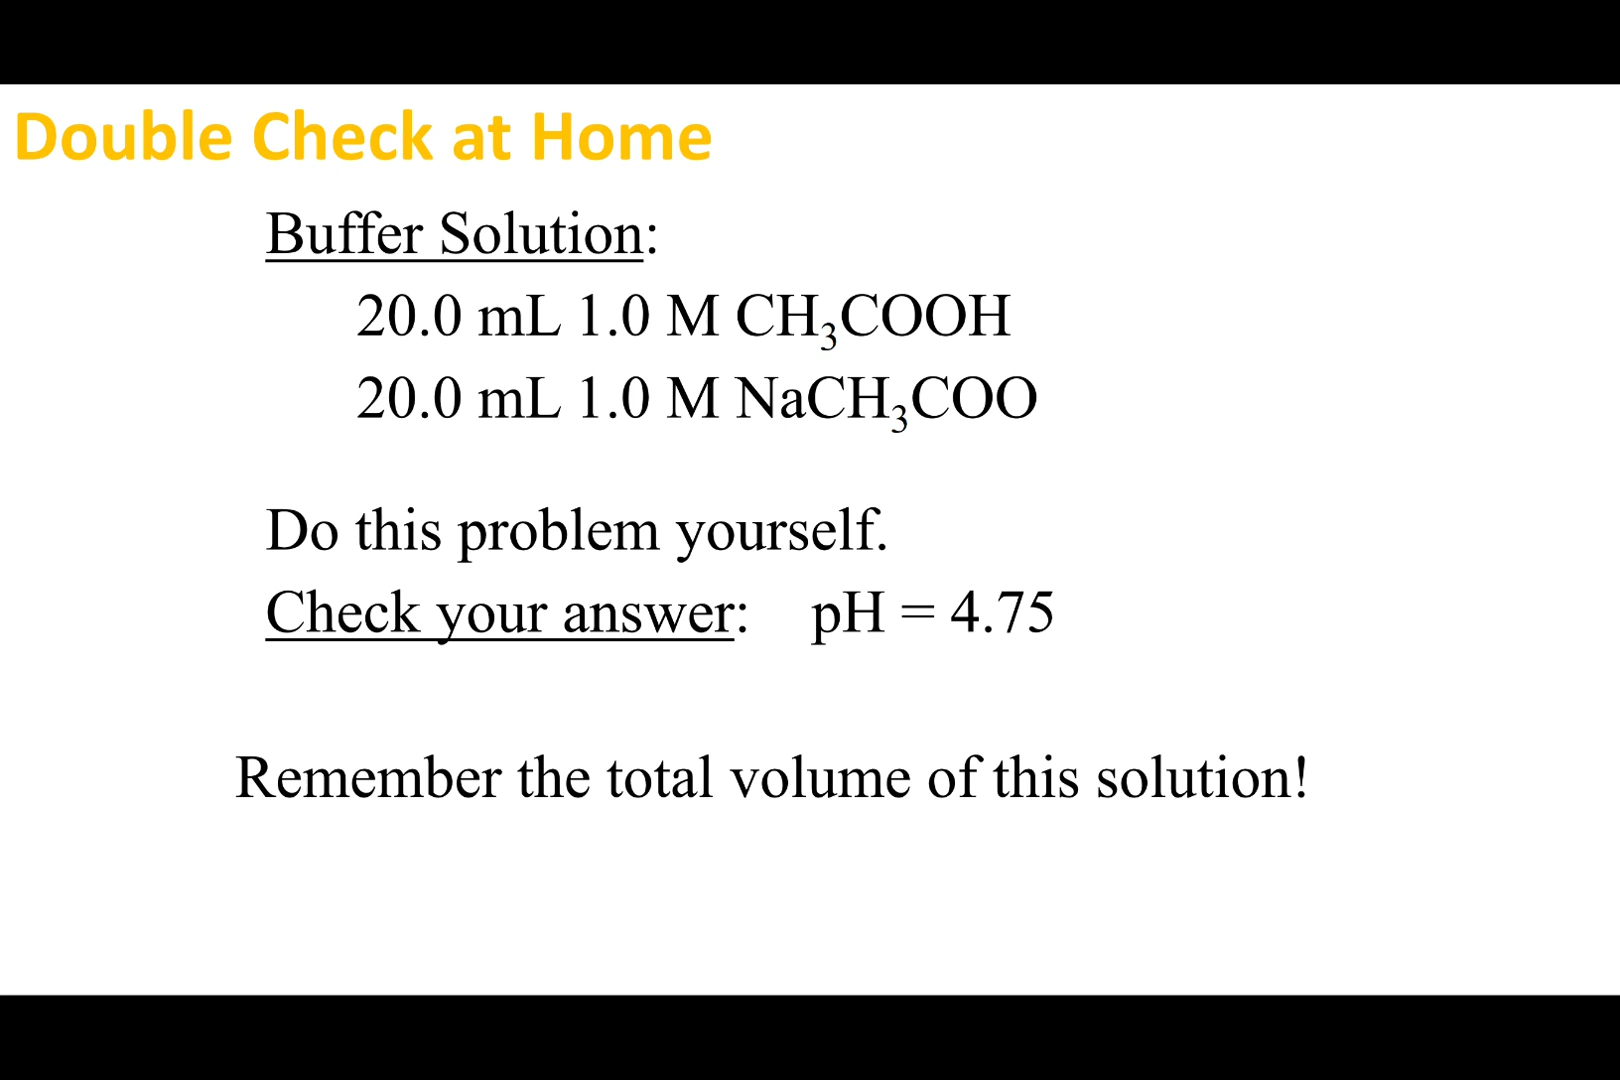 Double Check at Home
Buffer Solution:
20.0 mL 1.0 M CH₃COOH
20.0 mL 1.0 M NaCH₃COO
Do this problem yourself.
Check your answer: pH = 4.75
Remember the total volume of this solution!